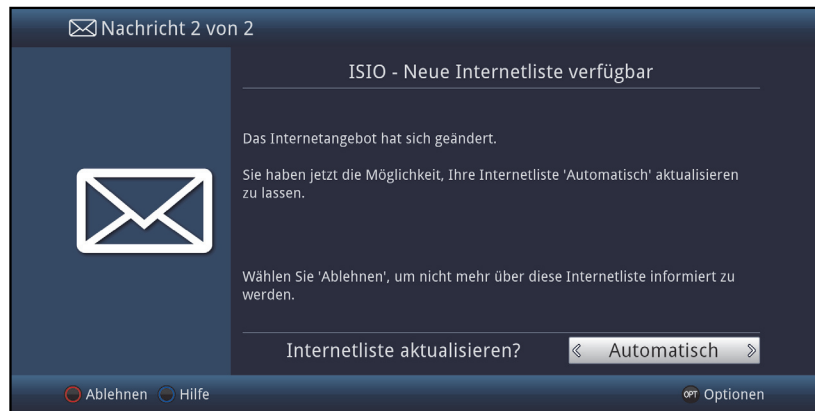 Nachricht 2 von 2
ISIO - Neue Internetliste verfügbar
Das Internetangebot hat sich geändert.
Sie haben jetzt die Möglichkeit, Ihre Internetliste 'Automatisch' aktualisieren
zu lassen.
Wählen Sie 'Ablehnen', um nicht mehr über diese Internetliste informiert zu
werden.
Internetliste aktualisieren? « Automatisch »
Ablehnen Hilfe OPT Optionen